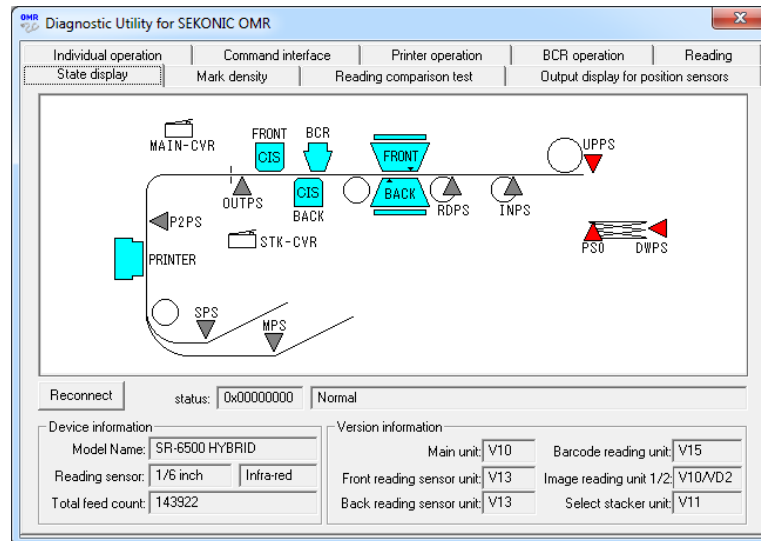 OMR Diagnostic Utility for SEKONIC OMR
Individual operation Command interface Printer operation BCR operation Reading
State display Mark density Reading comparison test Output display for position sensors
MAIN-CVR FRONT BCR UPPS
CIS FRONT
OUTPS CIS BACK RDPS INPS
BACK
P2PS STK-CVR PS0 DWPS
PRINTER
SPS MPS
Reconnect status: 0x00000000 Normal
Device information Version information
Model Name: SR-6500 HYBRID Main unit: V10 Barcode reading unit: V15
Reading sensor: 1/6 inch Infra-red Front reading sensor unit: V13 Image reading unit 1/2: V10/VD2
Total feed count: 143922 Back reading sensor unit: V13 Select stacker unit: V11